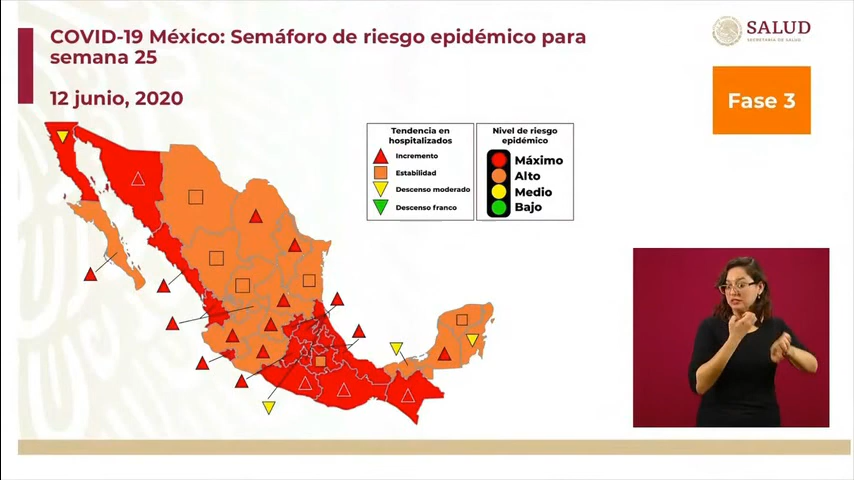 COVID-19 México: Semáforo de riesgo epidémico para
semana 25
12 junio, 2020
SALUD
SECRETARÍA DE SALUD
Fase 3
Tendencia en
hospitalizados
Incremento
Estabilidad
Descenso moderado
Descenso franco
Nivel de riesgo
epidémico
Máximo
Alto
Medio
Bajo